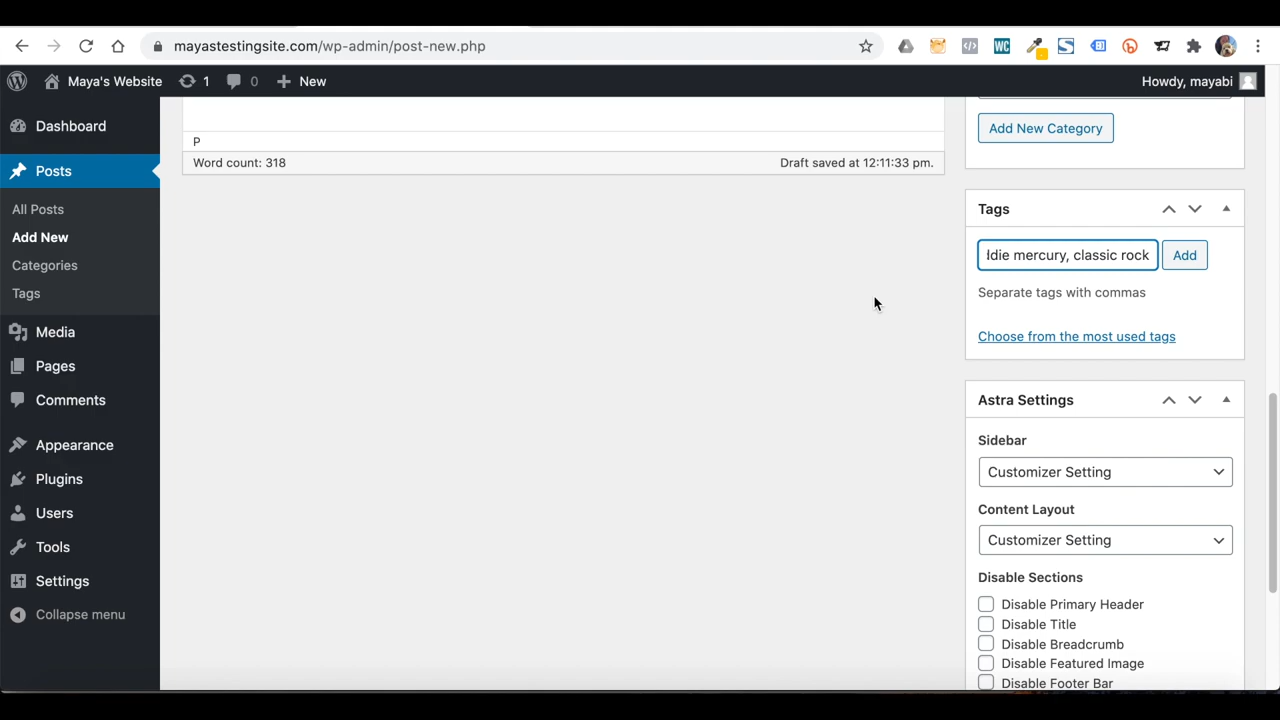 mayastestingsite.com/wp-admin/post-new.php
Maya's Website 1 0 New Howdy, mayabi
Dashboard
Posts
All Posts
Add New
Categories
Tags
Media
Pages
Comments
Appearance
Plugins
Users
Tools
Settings
Collapse menu
P
Word count: 318 Draft saved at 12:11:33 pm.
Add New Category
Tags
ddie mercury, classic rock Add
Separate tags with commas
Choose from the most used tags
Astra Settings
Sidebar
Customizer Setting
Content Layout
Customizer Setting
Disable Sections
Disable Primary Header
Disable Title
Disable Breadcrumb
Disable Featured Image
Disable Footer Bar